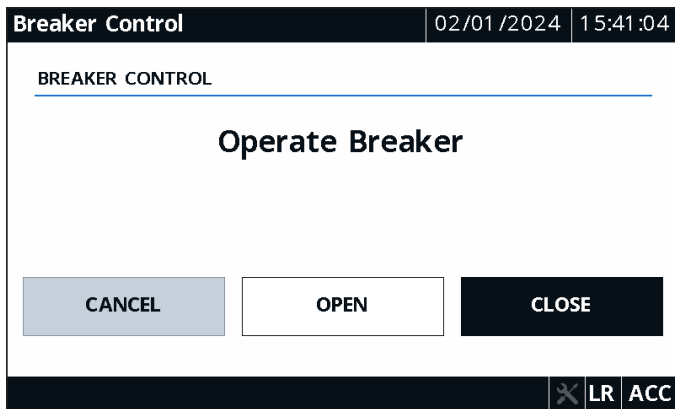 Breaker Control 02/01/2024 15:41:04
BREAKER CONTROL
Operate Breaker
CANCEL OPEN CLOSE
LR ACC